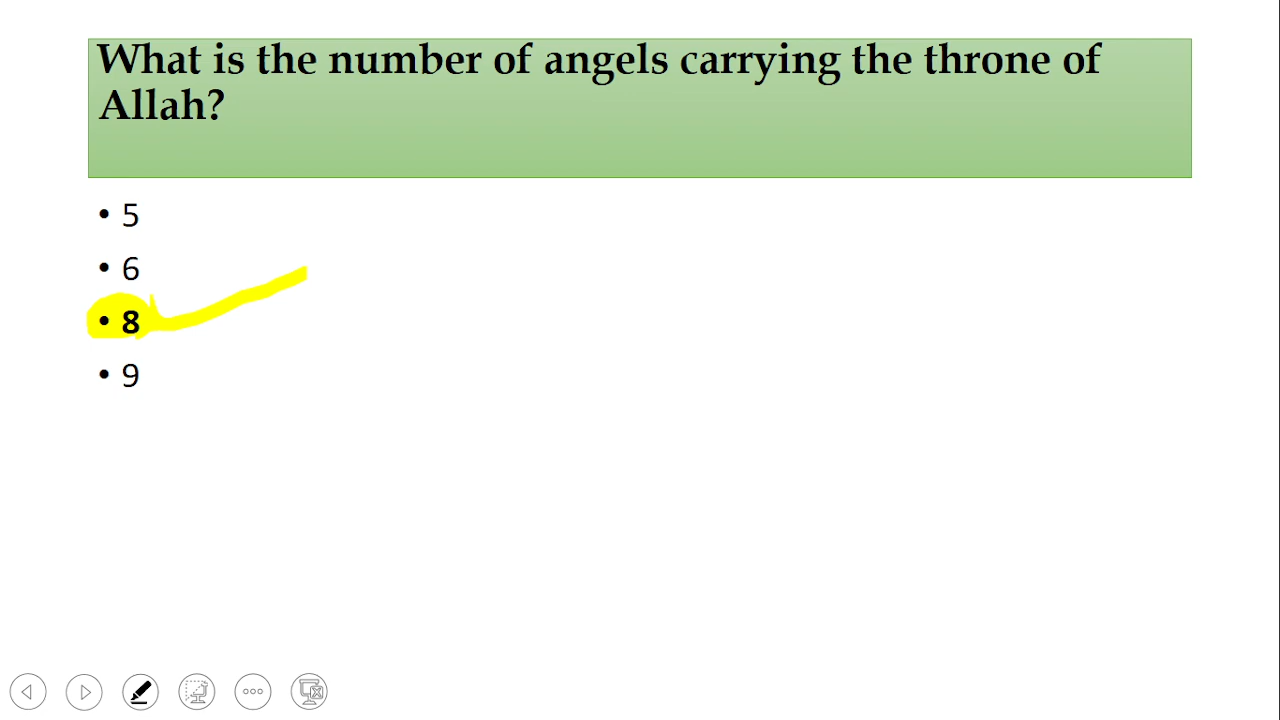 What is the number of angels carrying the throne of
Allah?
• 5
• 6
• 8
• 9